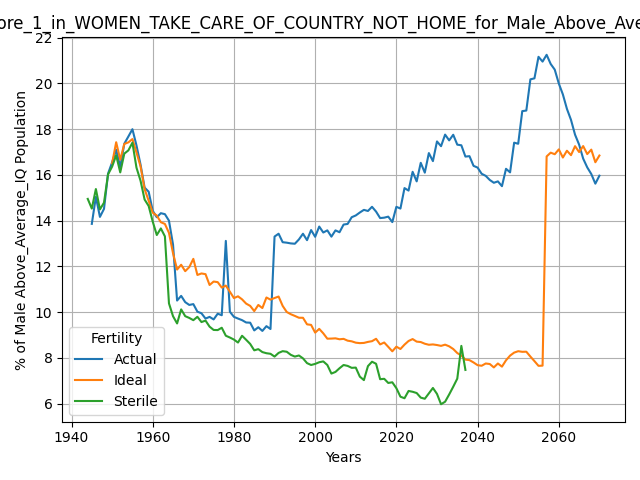 ore_1_in_WOMEN_TAKE_CARE_OF_COUNTRY_NOT_HOME_for_Male_Above_Ave
% of Male Above_Average_IQ Population
22
20
18
16
14
12
10
8
6
Fertility
Actual
Ideal
Sterile
1940 1960 1980 2000 2020 2040 2060
Years